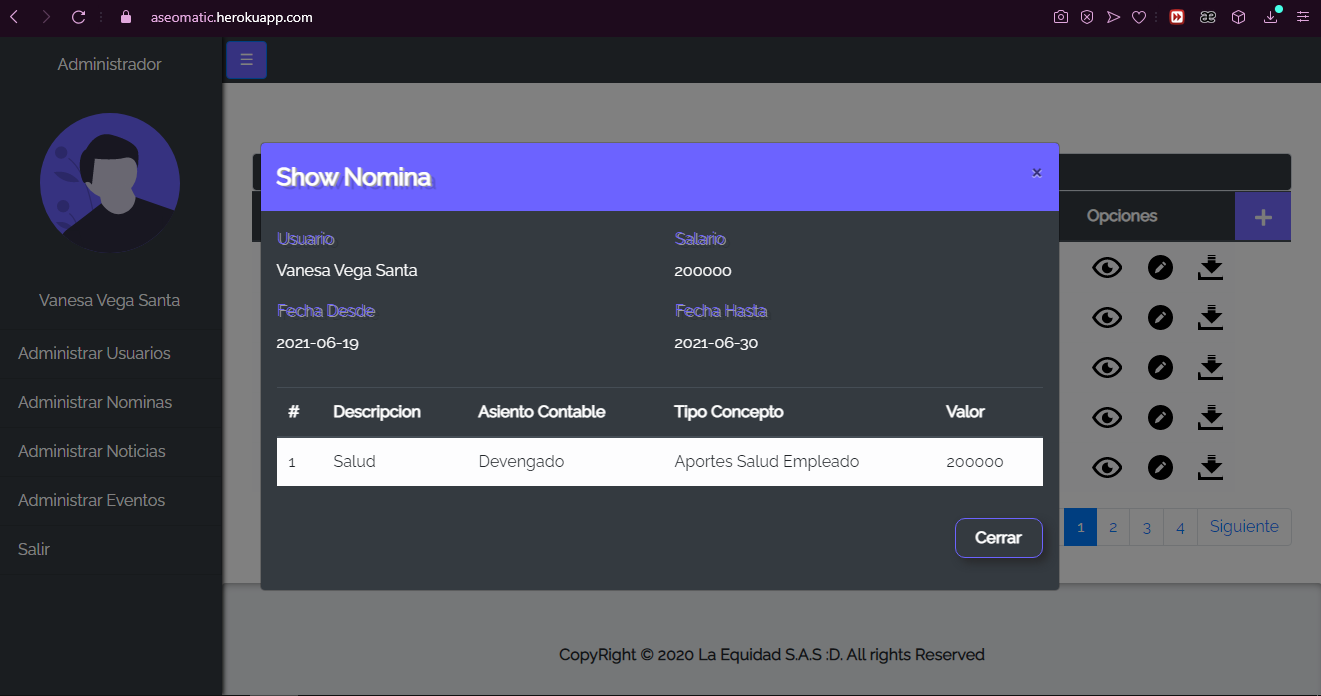 aseomatic.herokuapp.com
Administrador
Vanesa Vega Santa
Administrar Usuarios
Administrar Nominas
Administrar Noticias
Administrar Eventos
Salir
Show Nomina ×
Usuario Salario
Vanesa Vega Santa 200000
Fecha Desde Fecha Hasta
2021-06-19 2021-06-30
# Descripcion Asiento Contable Tipo Concepto Valor
1 Salud Devengado Aportes Salud Empleado 200000
Cerrar
Opciones +
1 2 3 4 Siguiente
CopyRight © 2020 La Equidad S.A.S :D. All rights Reserved